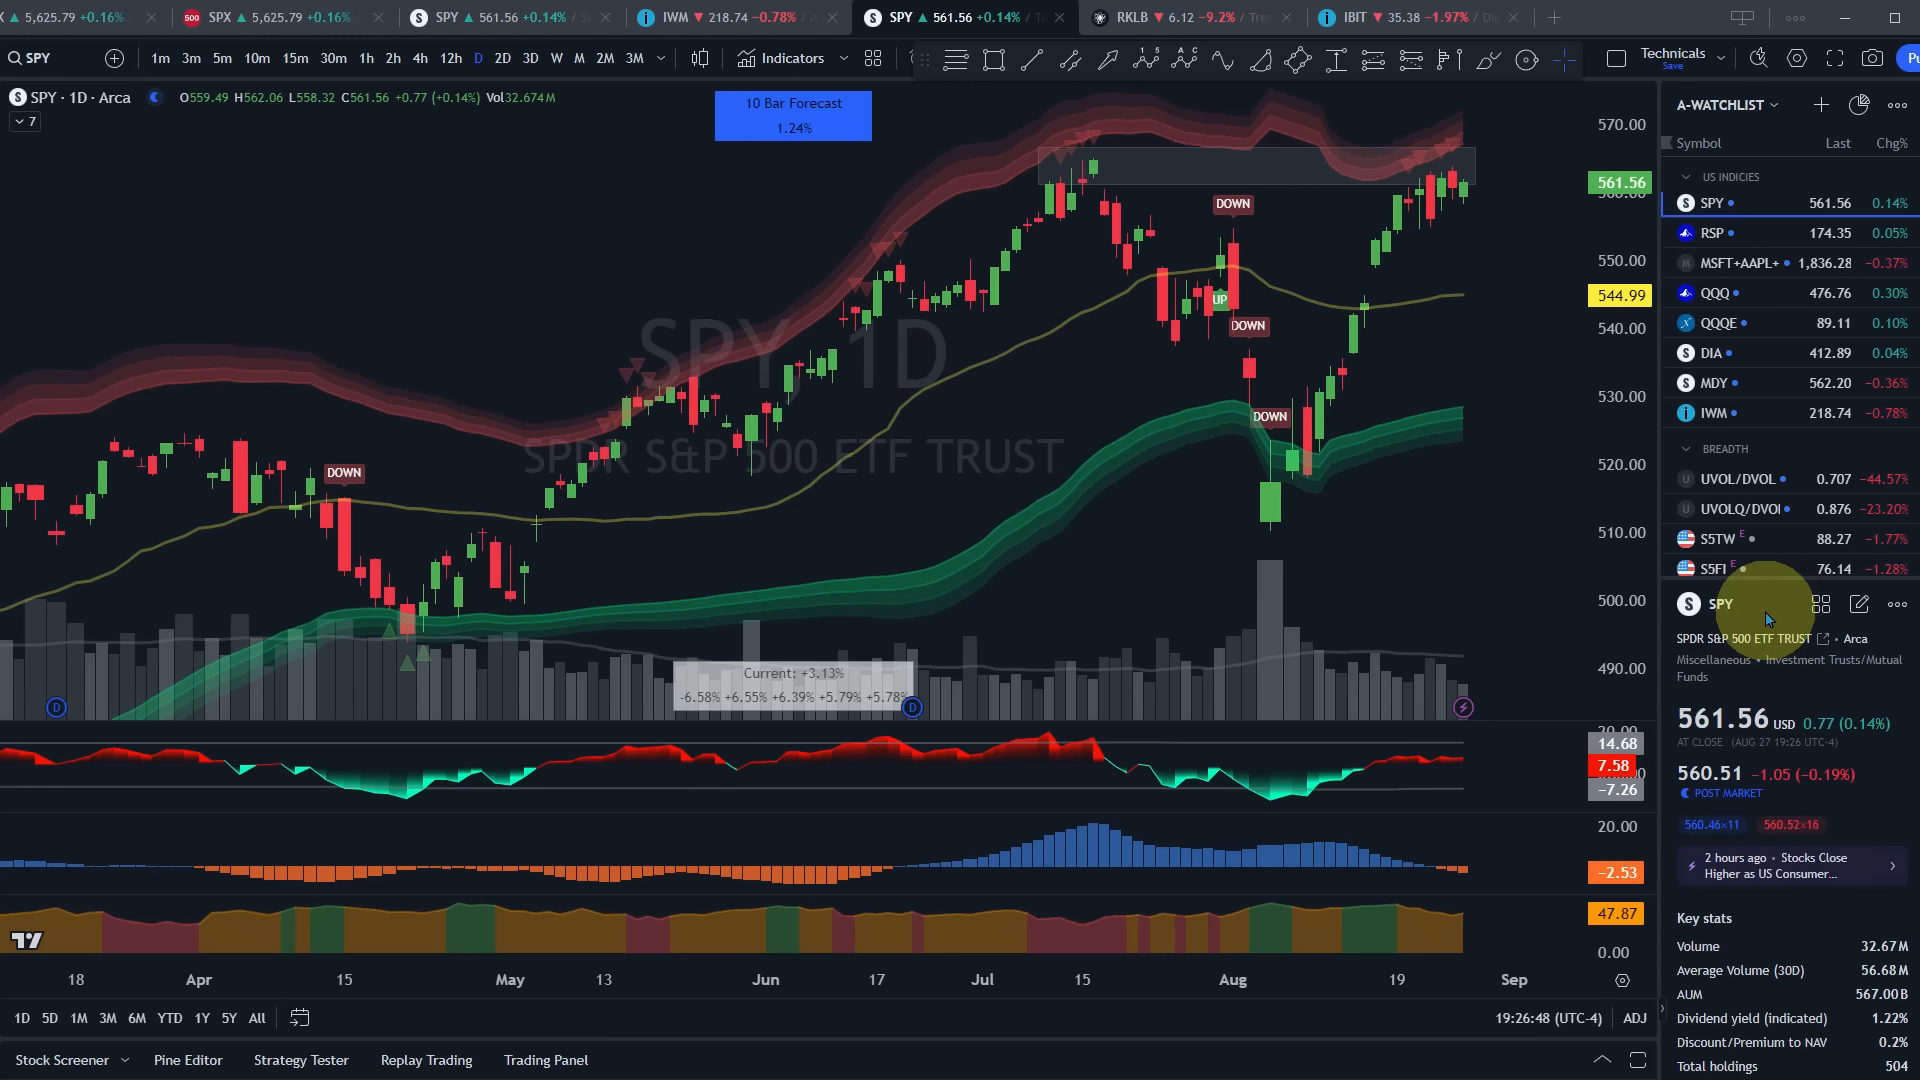 5,625.79 +0.16%
500 SPX 5,625.79 +0.16%
S SPY 561.56 +0.14%
i IWM 218.74 −0.78%
S SPY 561.56 +0.14%
RKLB 6.12 −9.2%
i IBIT 35.38 −1.97%
SPY
1m 3m 5m 10m 15m 30m 1h 2h 4h 12h D 2D 3D W M 2M 3M
Indicators
Technicals
Save
S SPY · 1D · Arca
O559.49 H562.06 L558.32 C561.56 +0.77 (+0.14%) Vol32.674M
7
10 Bar Forecast
1.24%
SPY, 1D
SPDR S&P 500 ETF TRUST
DOWN
DOWN
UP
DOWN
DOWN
570.00
561.56
550.00
544.99
540.00
530.00
520.00
510.00
500.00
490.00
Current: +3.13%
-6.58% +6.55% +6.39% +5.79% +5.78%
D
D
14.68
7.58
−7.26
20.00
−2.53
47.87
0.00
18 Apr 15 May 13 Jun 17 Jul 15 Aug 19 Sep
1D 5D 1M 3M 6M YTD 1Y 5Y All
19:26:48 (UTC-4) ADJ
Stock Screener Pine Editor Strategy Tester Replay Trading Trading Panel
A-WATCHLIST
Symbol Last Chg%
US INDICIES
S SPY 561.56 0.14%
RSP 174.35 0.05%
M MSFT+AAPL+ 1,836.28 −0.37%
QQQ 476.76 0.30%
QQQE 89.11 0.10%
S DIA 412.89 0.04%
S MDY 562.20 −0.36%
i IWM 218.74 −0.78%
BREADTH
U UVOL/DVOL 0.707 −44.57%
U UVOLQ/DVO 0.876 −23.20%
S5TW E 88.27 −1.77%
S5FI E 76.14 −1.28%
S SPY
SPDR S&P 500 ETF TRUST • Arca
Miscellaneous • Investment Trusts/Mutual
Funds
561.56 USD 0.77 (0.14%)
AT CLOSE (AUG 27 19:26 UTC-4)
560.51 −1.05 (−0.19%)
POST MARKET
560.46×11 560.52×16
2 hours ago • Stocks Close
Higher as US Consumer...
Key stats
Volume 32.67M
Average Volume (30D) 56.68M
AUM 567.00B
Dividend yield (indicated) 1.22%
Discount/Premium to NAV 0.2%
Total holdings 504